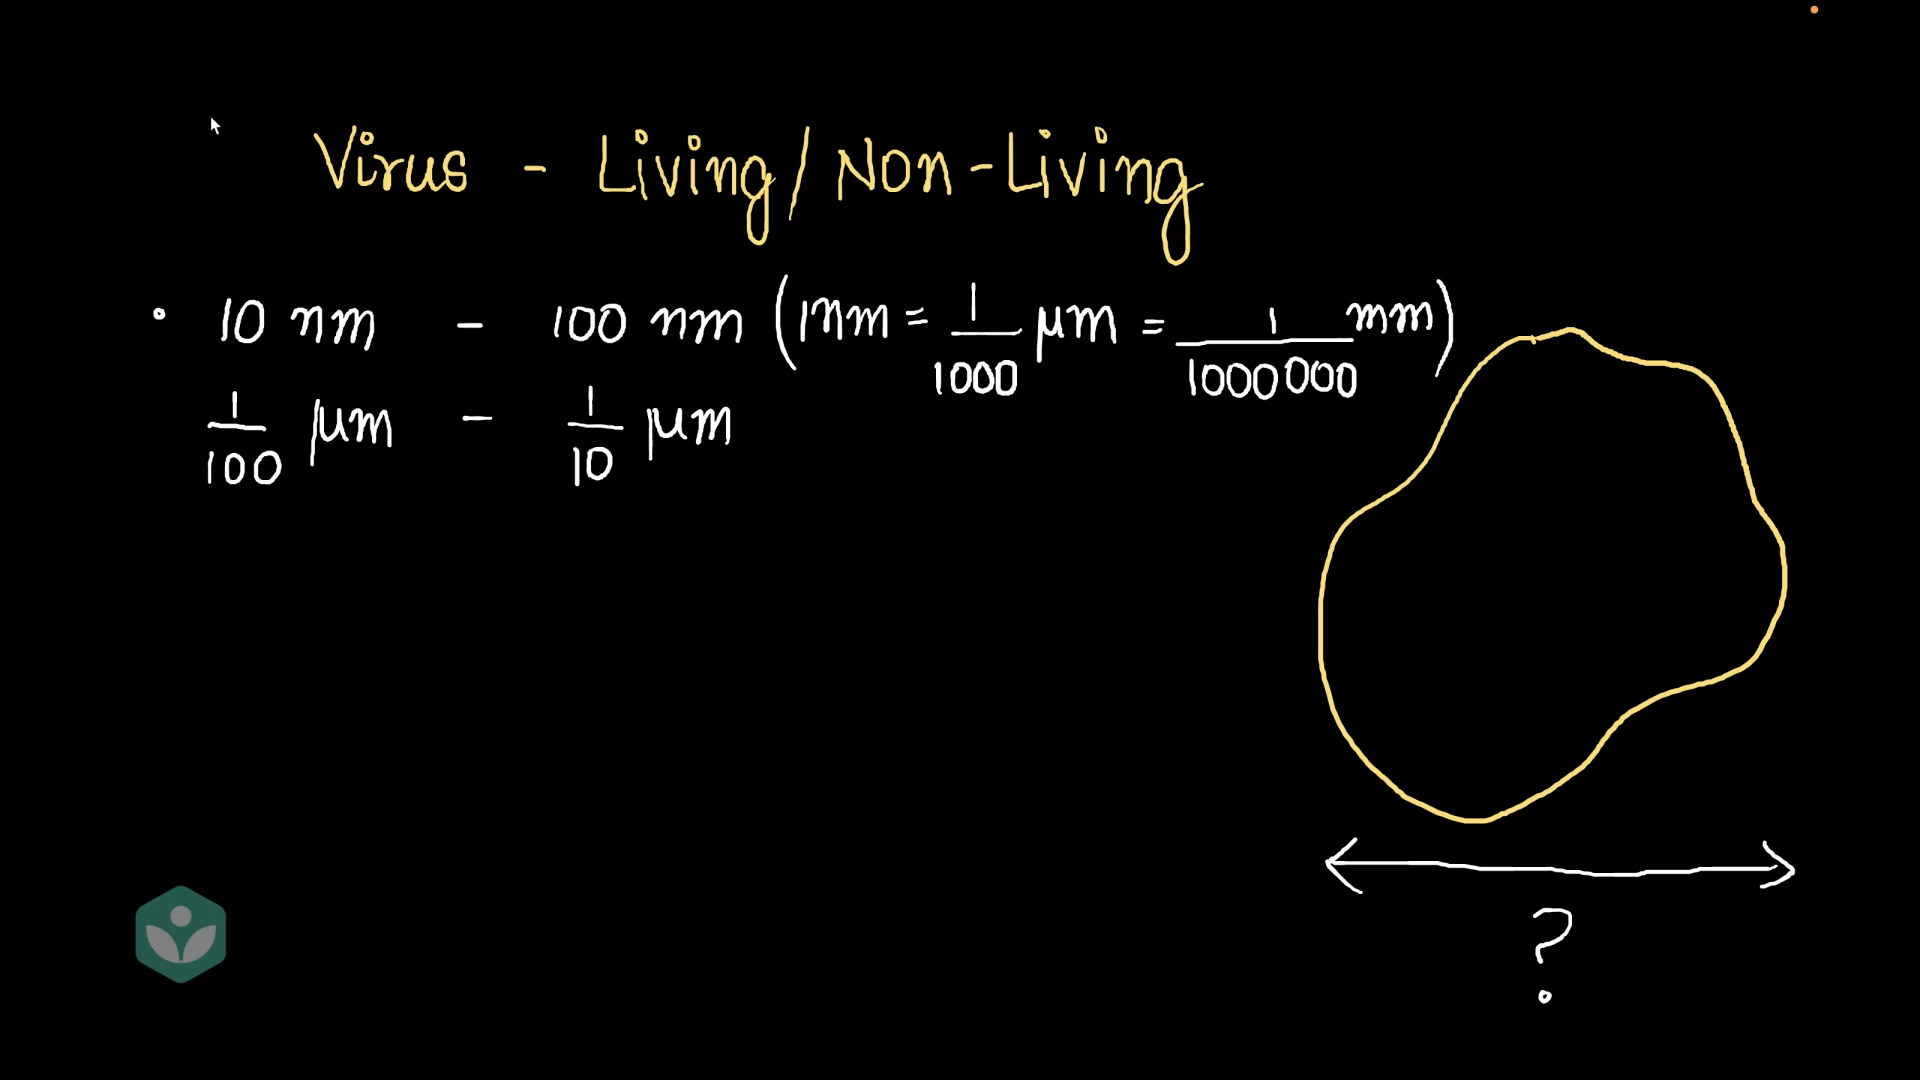 Virus - Living/Non-Living
• 10 nm - 100 nm (1nm = 1/1000 μm = 1/1000000 mm)
1/100 μm - 1/10 μm
?